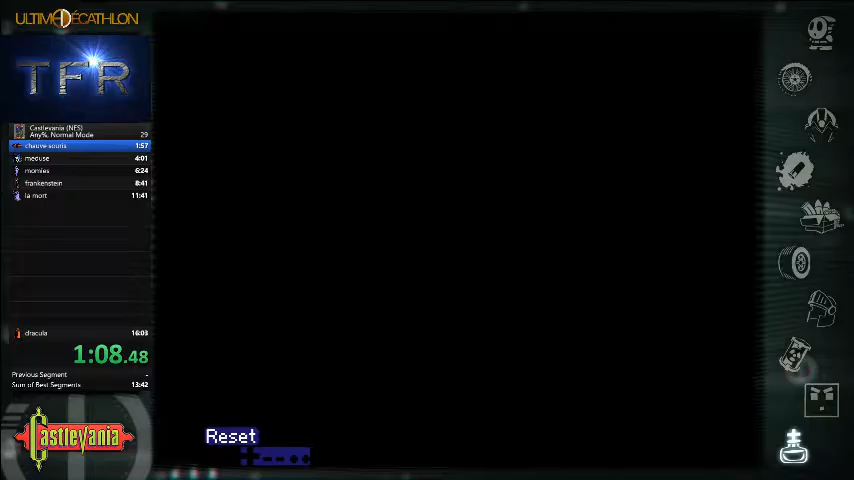 ULTIME DÉCATHLON
TFR
Castlevania (NES)
Any%, Normal Mode 29
chauve souris 1:57
meduse 4:01
momies 6:24
frankenstein 8:41
la mort 11:41
dracula 16:03
1:08.48
Previous Segment -
Sum of Best Segments 13:42
Castlevania
Reset